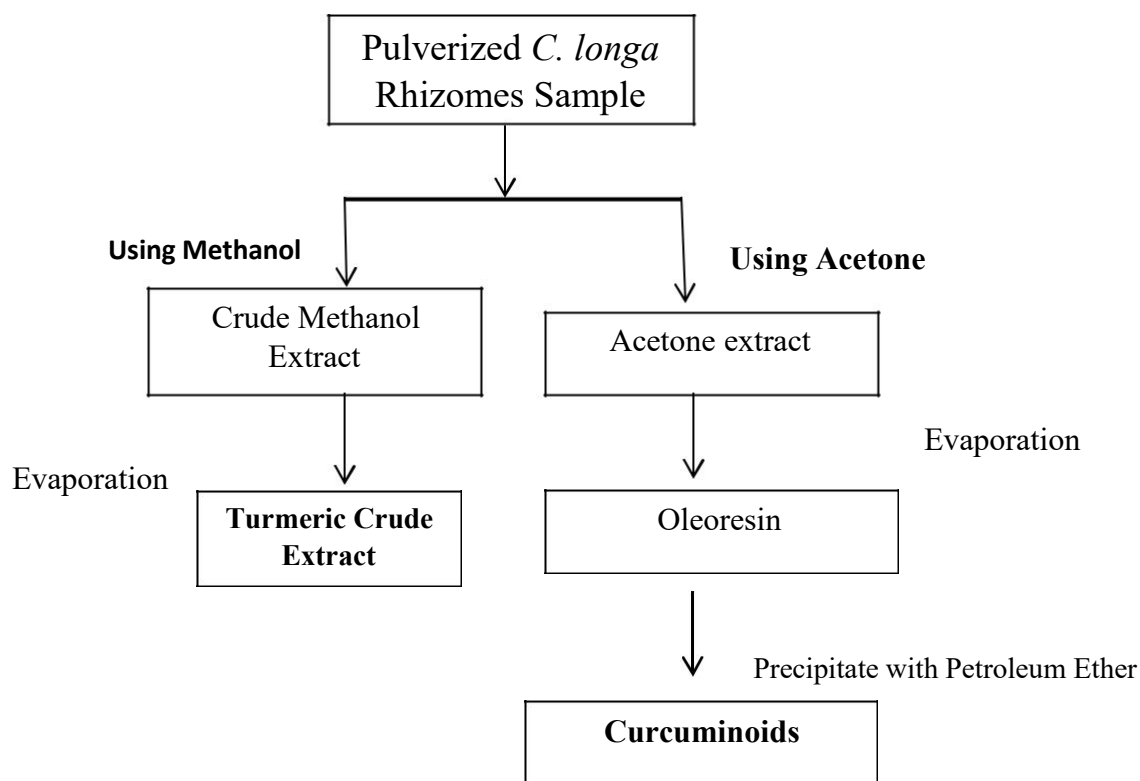 Pulverized C. longa
Rhizomes Sample
Using Methanol
Using Acetone
Crude Methanol
Extract
Acetone extract
Evaporation
Evaporation
Turmeric Crude
Extract
Oleoresin
Precipitate with Petroleum Ether
Curcuminoids